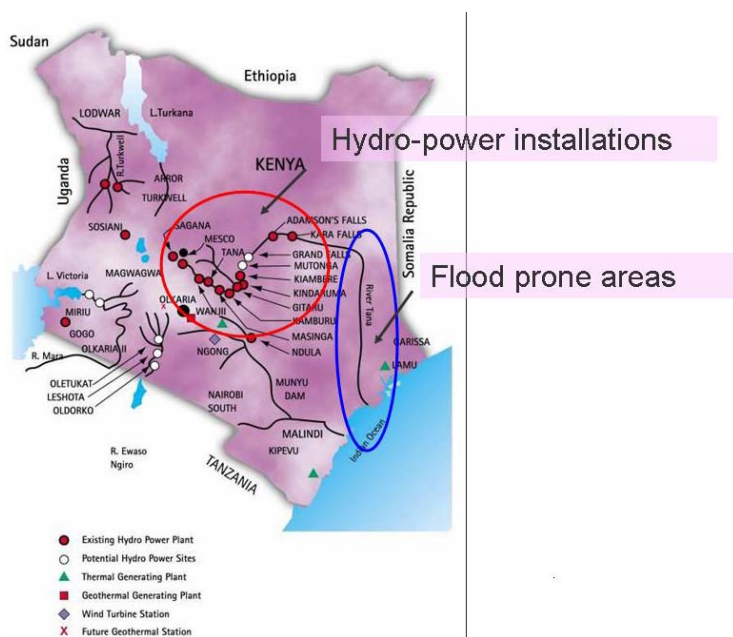 Sudan
Ethiopia
LODWAR
L.Turkana
Hydro-power installations
R.Turkwell
KENYA
Uganda
ARROR
TURKWELL
Somalia Republic
SOSIANI
SAGANA
MESCO
TANA
ADAMSON'S FALLS
KARA FALLS
GRAND FALLS
MUTONGA
L. Victoria
MAGWAGWA
KIAMBERE
Flood prone areas
River Tana
OLKARIA
WANJII
KINDARUMA
GITARU
KAMBURU
MIRIU
GOGO
MASINGA
GARISSA
OLKARIA II
NGONG
NDULA
LAMU
R. Mara
OLETUKAT
LESHOTA
OLDORKO
MUNYU
DAM
NAIROBI
SOUTH
MALINDI
Indian Ocean
KIPEVU
R. Ewaso
Ngiro
TANZANIA
Existing Hydro Power Plant
Potential Hydro Power Sites
Thermal Generating Plant
Geothermal Generating Plant
Wind Turbine Station
X Future Geothermal Station